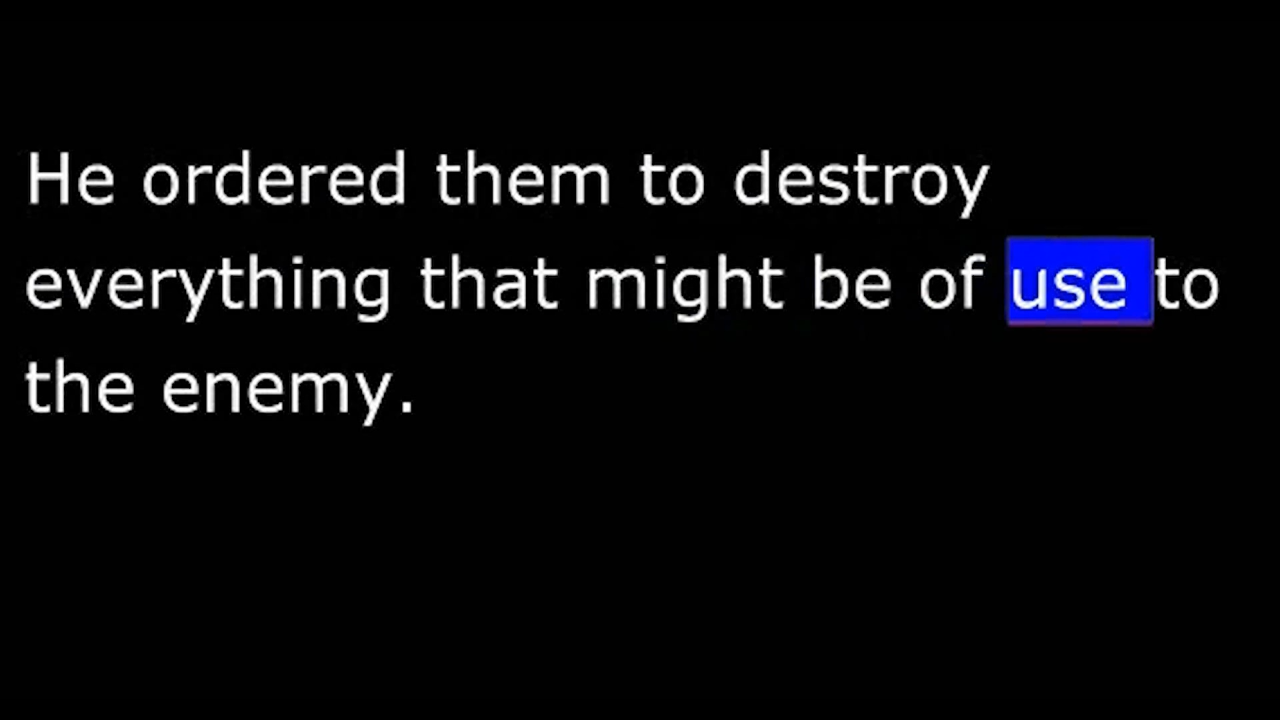 He ordered them to destroy
everything that might be of use to
the enemy.